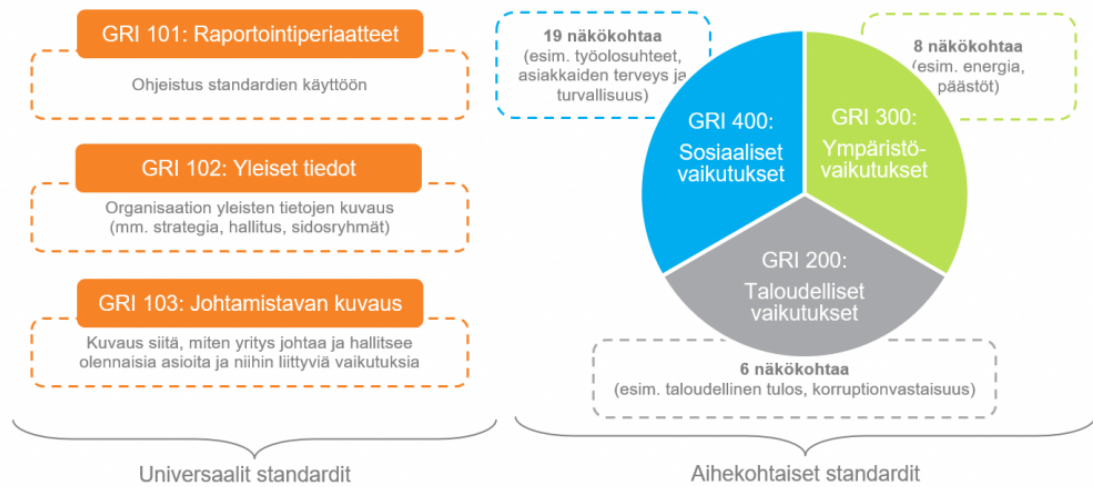 GRI 101: Raportointiperiaatteet
Ohjeistus standardien käyttöön
GRI 102: Yleiset tiedot
Organisaation yleisten tietojen kuvaus
(mm. strategia, hallitus, sidosryhmät)
GRI 103: Johtamistavan kuvaus
Kuvaus siitä, miten yritys johtaa ja hallitsee
olennaisia asioita ja niihin liittyviä vaikutuksia
Universaalit standardit
19 näkökohtaa
(esim. työolosuhteet,
asiakkaiden terveys ja
turvallisuus)
8 näkökohtaa
(esim. energia,
päästöt)
GRI 400:
Sosiaaliset
vaikutukset
GRI 300:
Ympäristö-
vaikutukset
GRI 200:
Taloudelliset
vaikutukset
6 näkökohtaa
(esim. taloudellinen tulos, korruptionvastaisuus)
Aihekohtaiset standardit